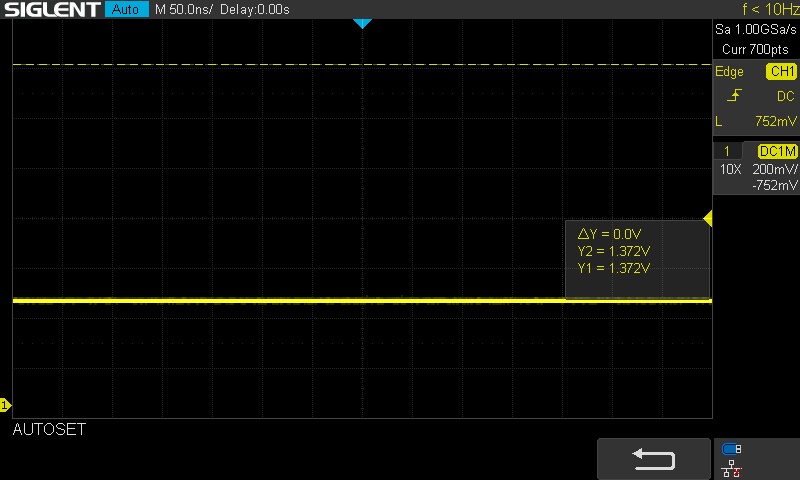 SIGLENT Auto M 50.0ns/ Delay:0.00s f < 10Hz
Sa 1.00GSa/s
Curr 700pts
Edge CH1
DC
L 752mV
1 DC1M
10X 200mV/
-752mV
△Y = 0.0V
Y2 = 1.372V
Y1 = 1.372V
1
AUTOSET